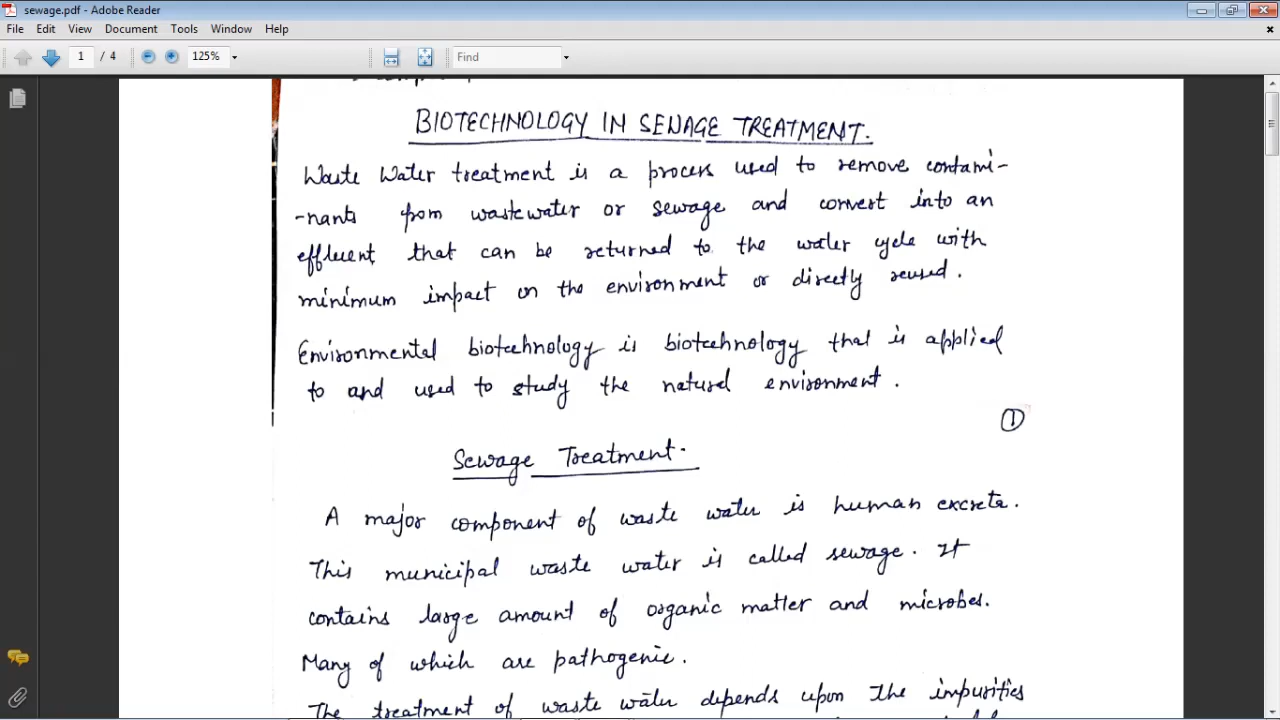 sewage.pdf - Adobe Reader
File Edit View Document Tools Window Help
1 / 4 125% Find
BIOTECHNOLOGY IN SEWAGE TREATMENT.
Waste Water treatment is a process used to remove contami-
-nants from wastewater or sewage and convert into an
effluent that can be returned to the water cycle with
minimum impact on the environment or directly reused.
Environmental biotechnology is biotechnology that is applied
to and used to study the natural environment.
1
Sewage Treatment.
A major component of waste water is human excreta.
This municipal waste water is called sewage. It
contains large amount of organic matter and microbes.
Many of which are pathogenic.
The treatment of waste water depends upon the impurities